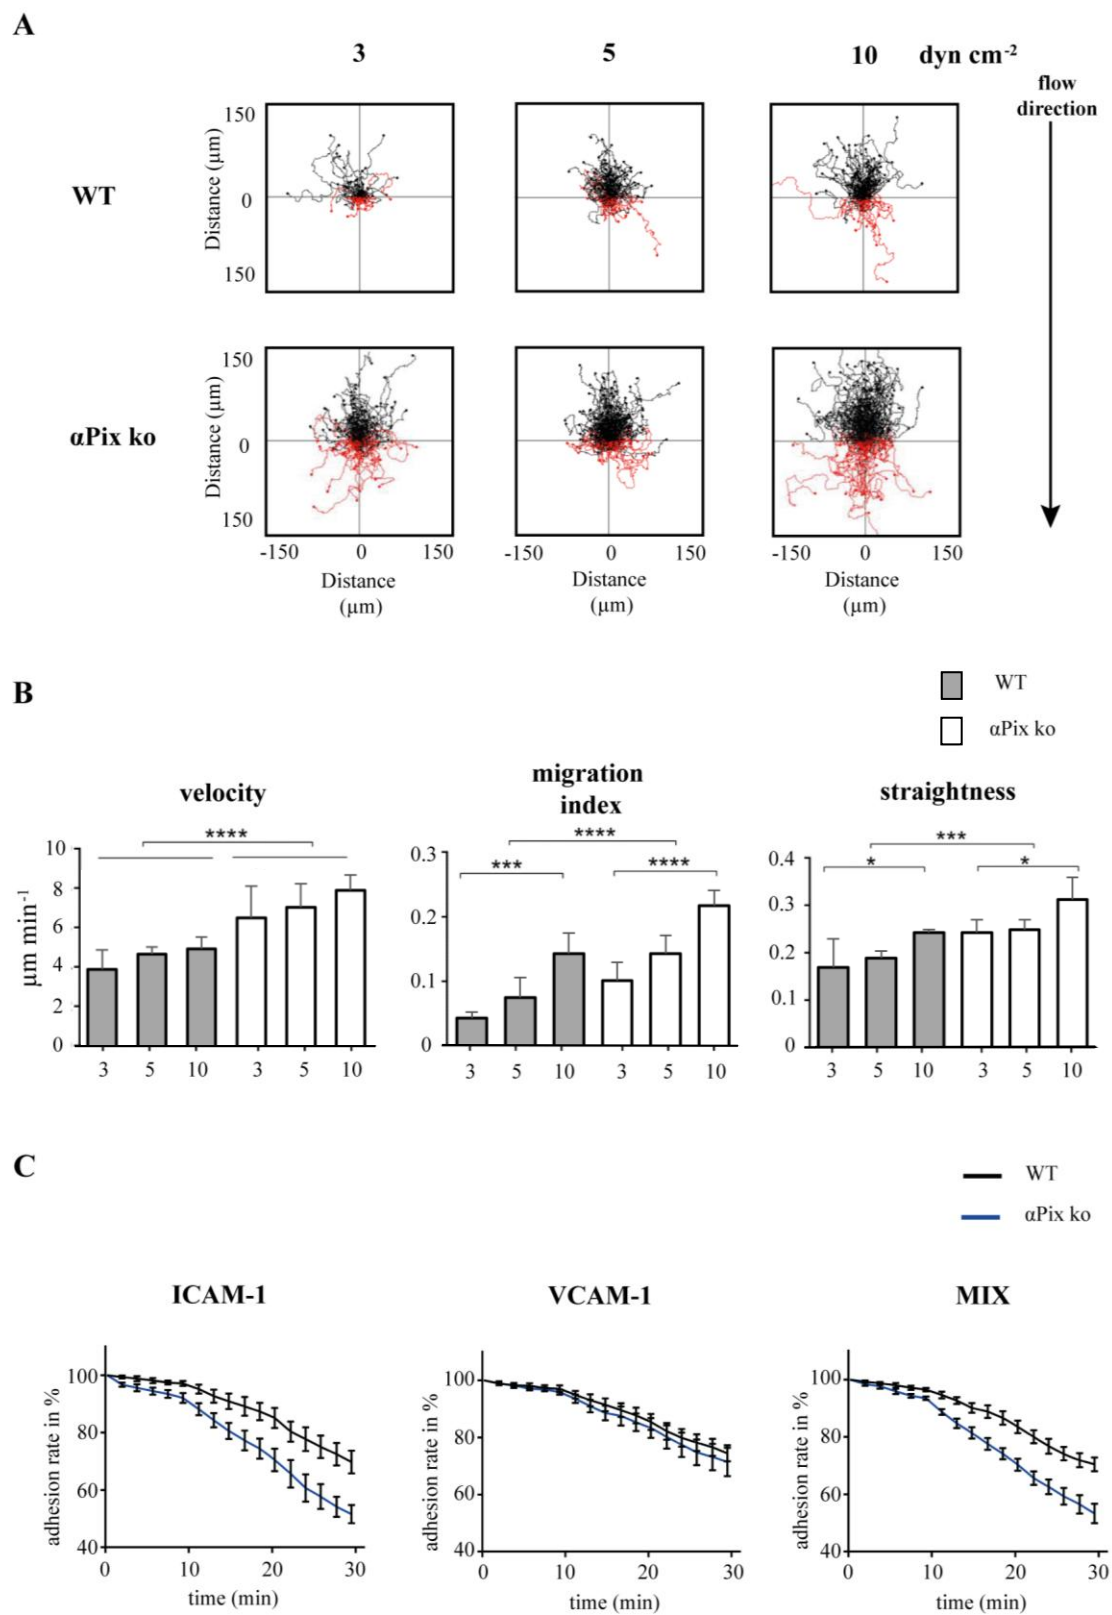 A
3 5 10 dyn cm⁻²
flow
direction
WT
Distance (µm)
150
0
150
αPix ko
Distance (µm)
150
0
150
-150 0 150 -150 0 150 -150 0 150
Distance Distance Distance
(µm) (µm) (µm)
B
WT
αPix ko
velocity
****
µm min⁻¹
10
8
6
4
2
0
3 5 10 3 5 10
migration
index
****
*** ****
0.3
0.2
0.1
0
3 5 10 3 5 10
straightness
***
* *
0.4
0.3
0.2
0.1
0
3 5 10 3 5 10
C
WT
αPix ko
ICAM-1
adhesion rate in %
100
80
60
40
0 10 20 30
time (min)
VCAM-1
adhesion rate in %
100
80
60
40
0 10 20 30
time (min)
MIX
adhesion rate in %
100
80
60
40
0 10 20 30
time (min)